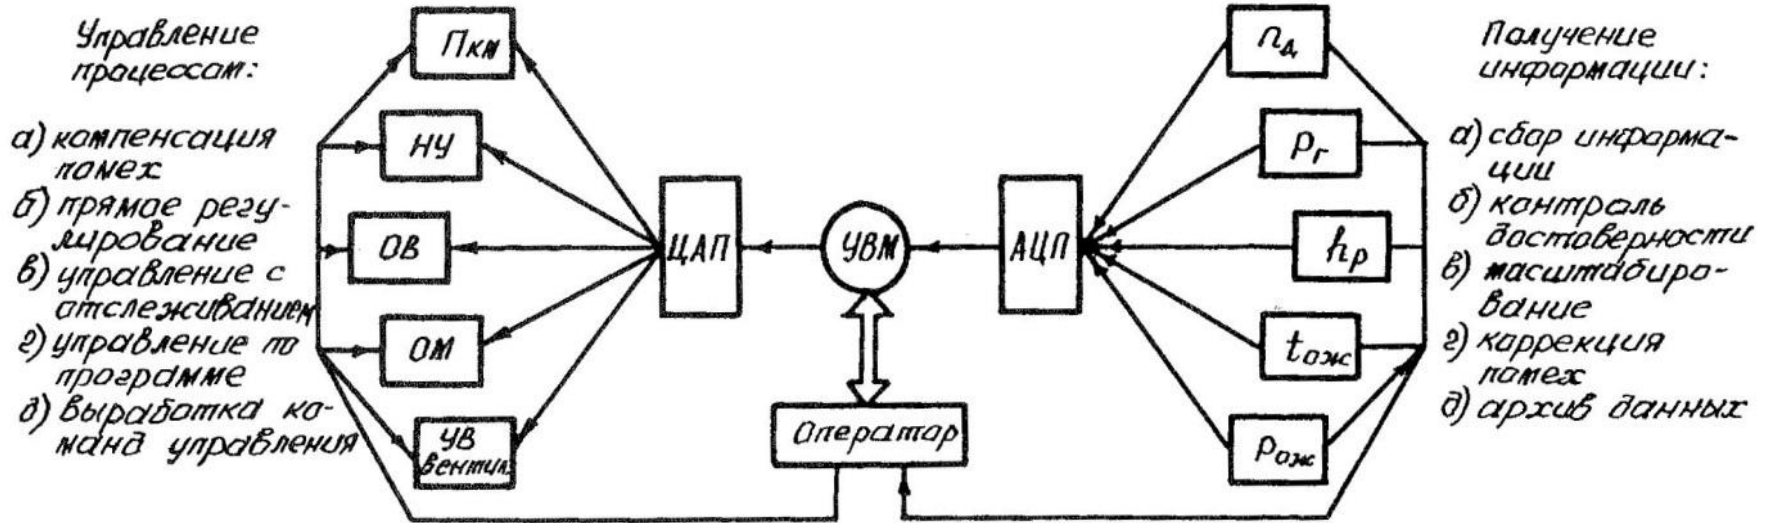 Управление
процессом:
а) компенсация
помех
б) прямое регу-
лирование
в) управление с
отслеживанием
г) управление по
программе
д) выработка ко-
манд управления
Пкм
НУ
ОВ
ОМ
УВ
вентил.
ЦАП
УВМ
Оператор
АЦП
nд
Pг
hр
tож
Pож
Получение
информации:
а) сбор информа-
ции
б) контроль
достоверности
в) масштабиро-
вание
г) коррекция
помех
д) архив данных